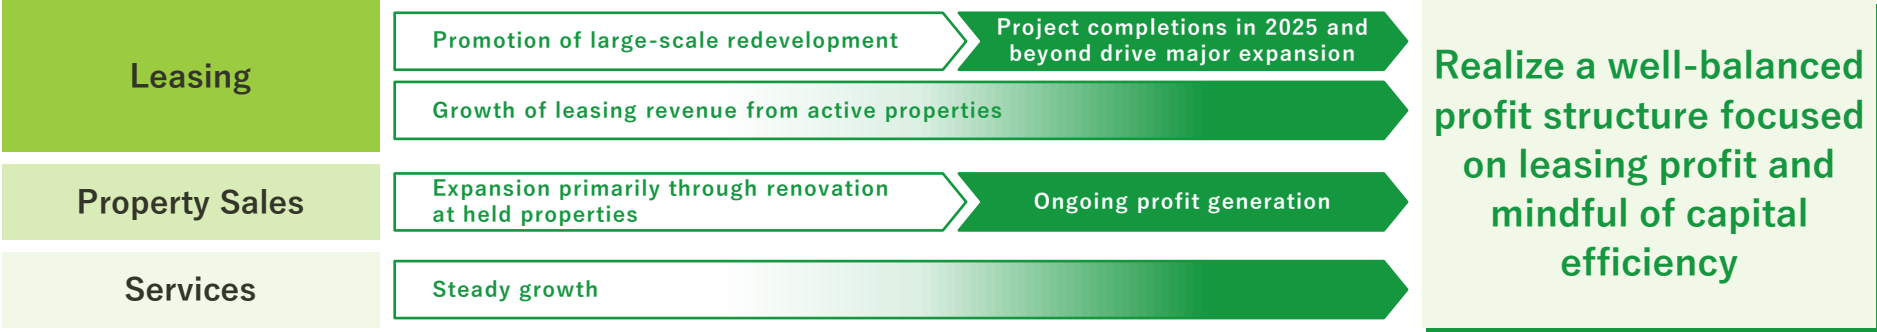 Leasing
Promotion of large-scale redevelopment
Project completions in 2025 and
beyond drive major expansion
Growth of leasing revenue from active properties
Property Sales
Expansion primarily through renovation
at held properties
Ongoing profit generation
Services
Steady growth
Realize a well-balanced
profit structure focused
on leasing profit and
mindful of capital
efficiency